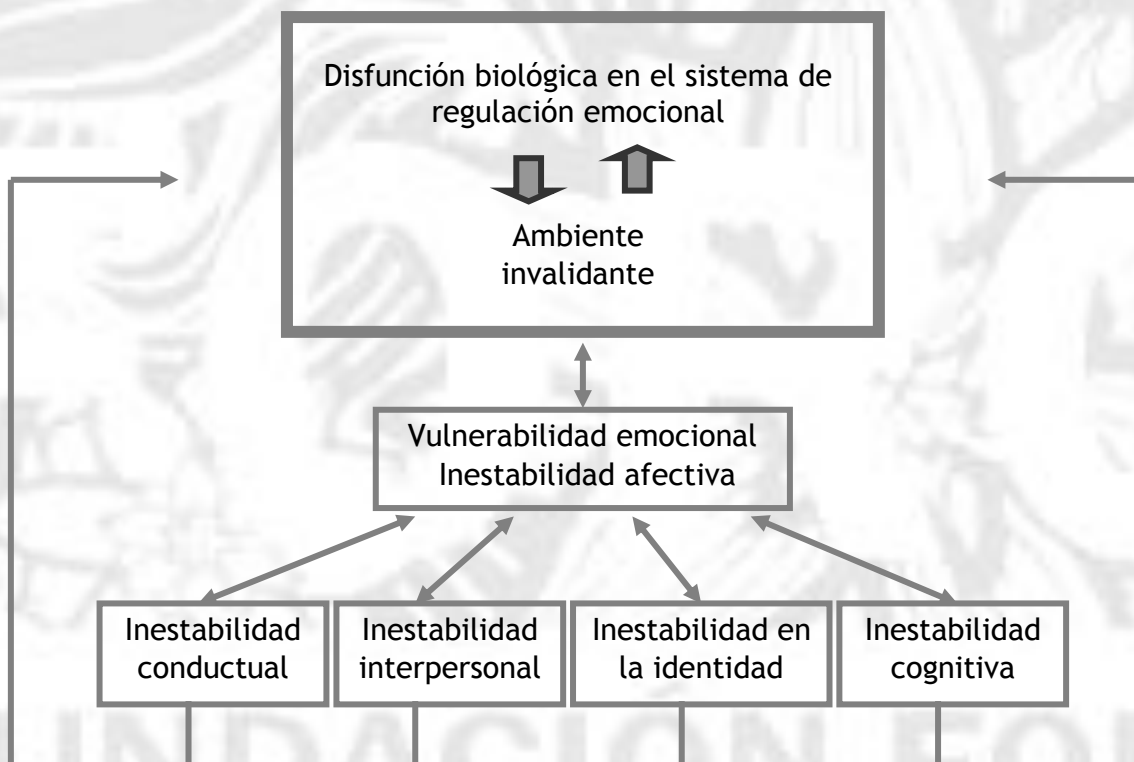 Disfunción biológica en el sistema de
regulación emocional
Ambiente
invalidante
Vulnerabilidad emocional
Inestabilidad afectiva
Inestabilidad
conductual
Inestabilidad
interpersonal
Inestabilidad en
la identidad
Inestabilidad
cognitiva